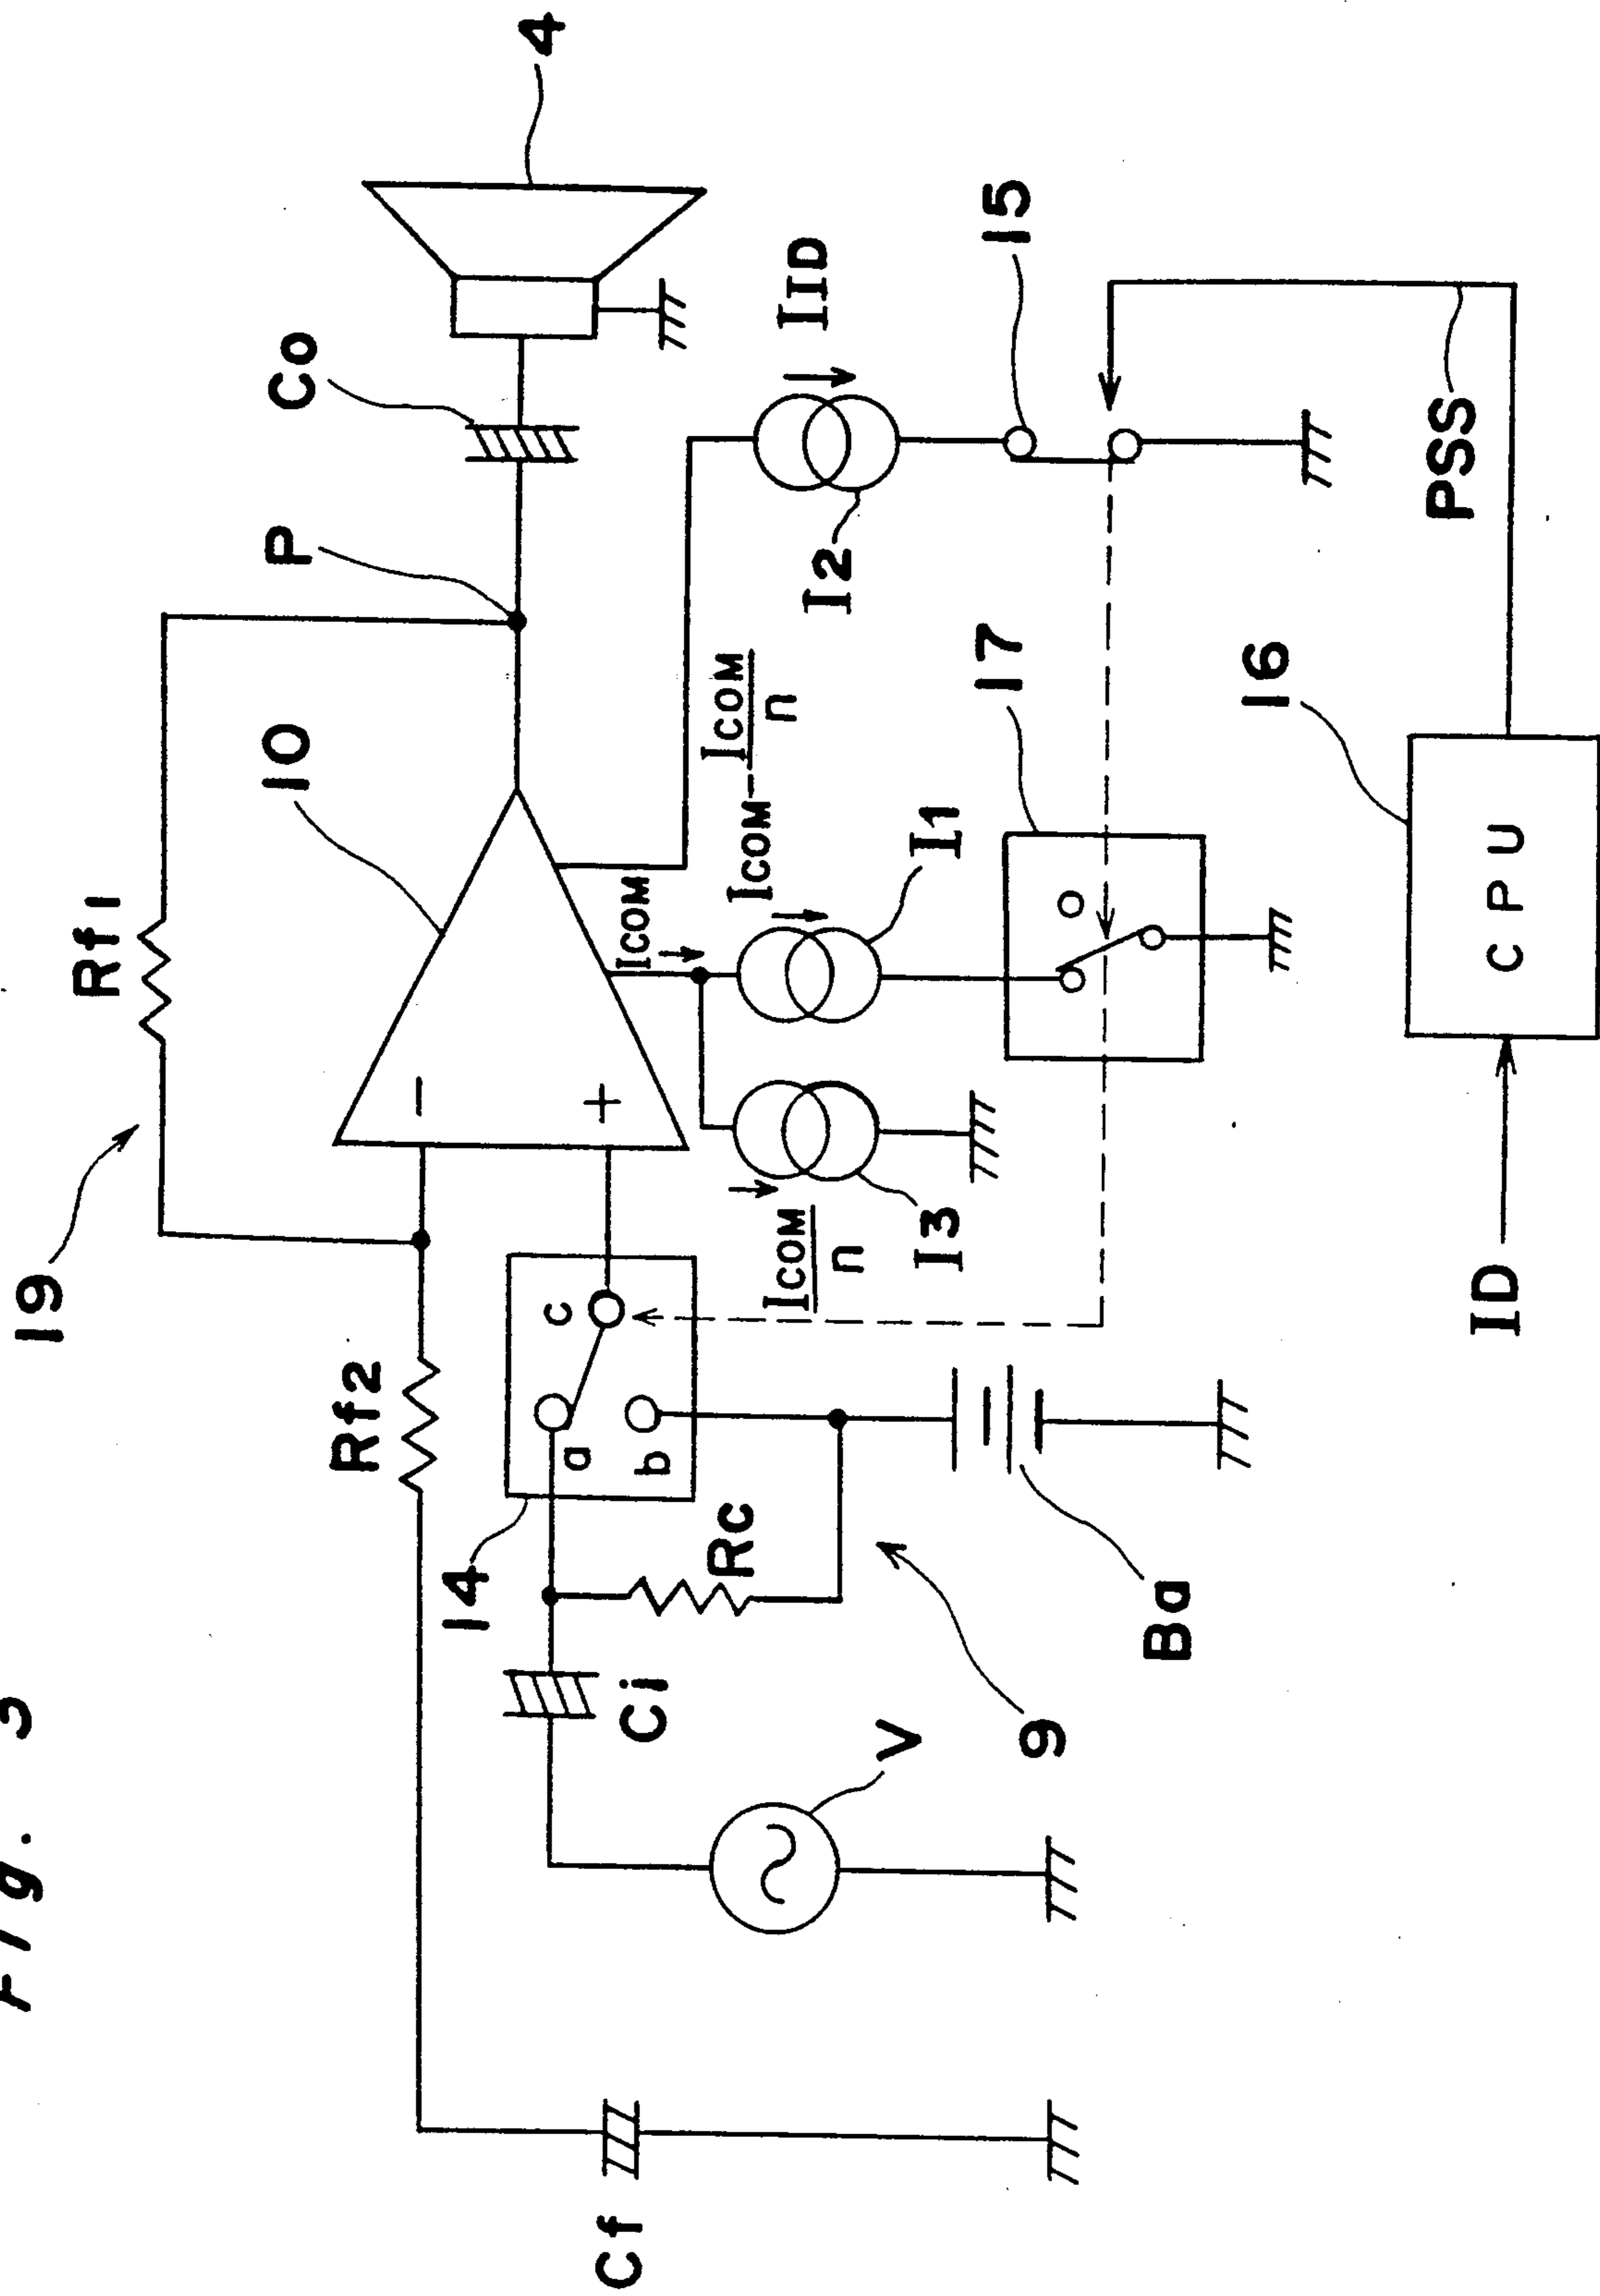 Fig. 3
19
Rf1
10
P
Co
4
Rf2
−
+
14
a
b
c
Ci
Rc
V
9
Ba
Cf
ICOM
ICOM/n
ICOM-ICOM/n
I3
I1
I2
IID
17
15
16
CPU
ID
PSS